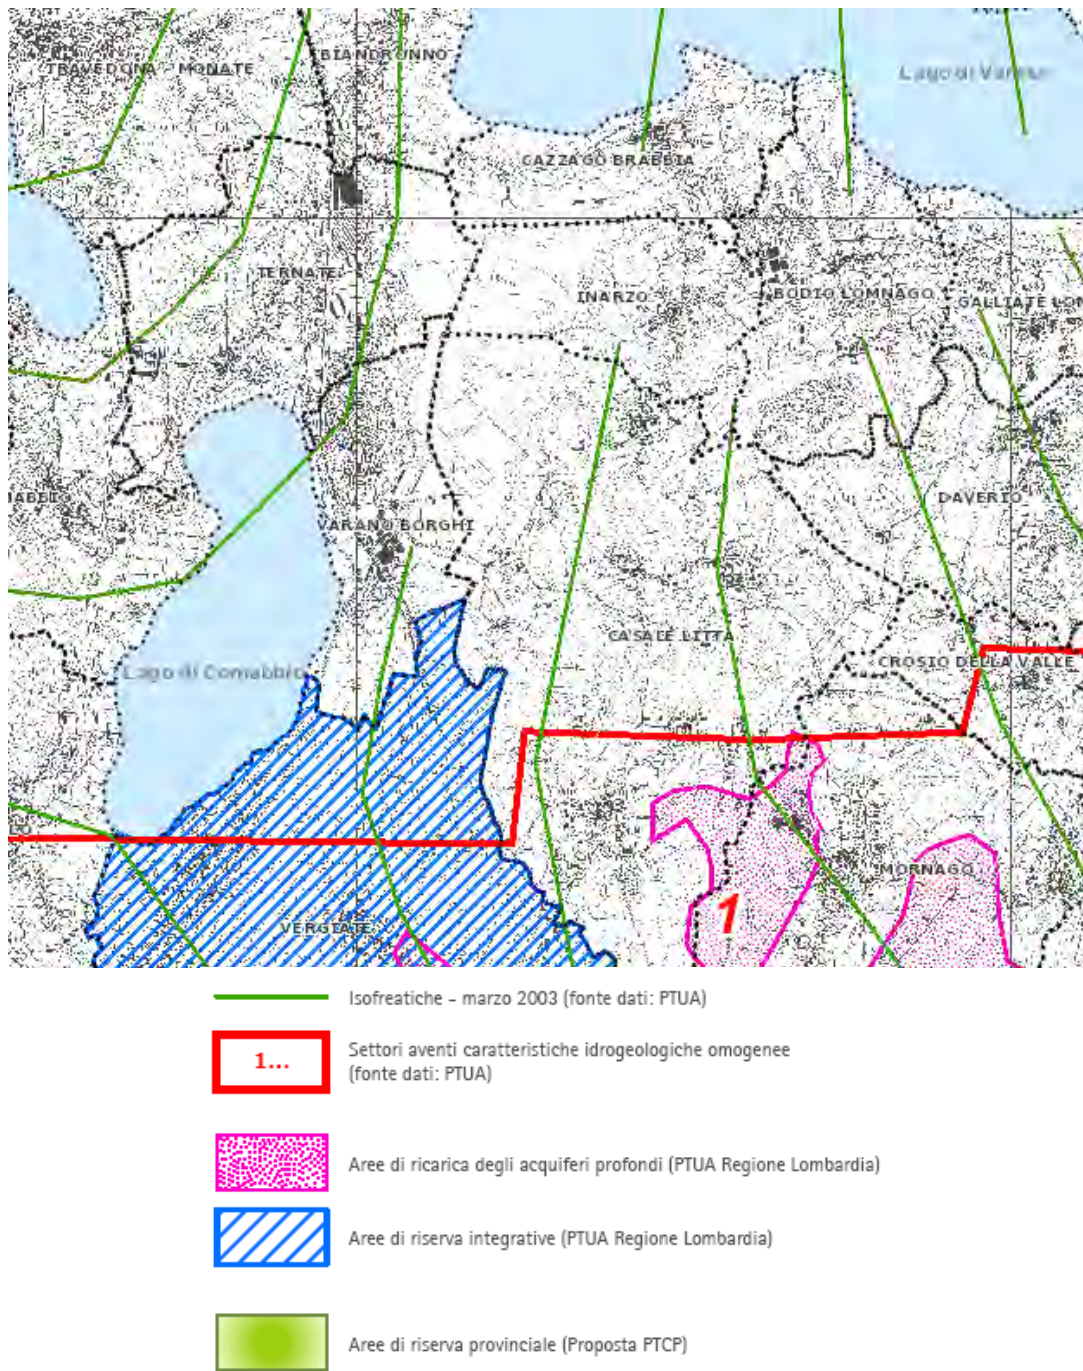 Lago di Varese
BIANDRONNO
TRAVEDONA - MONATE
CAZZAGO BRABBIA
TERNATE
INARZO
BODIO LOMNAGO
GALLIATE LOM
MABBIO
DAVERIO
VARANO BORGHI
CASALE LITTA
CROSIO DELLA VALLE
Lago di Comabbio
MORNAGO
1
VERGIATE
Isofreatiche - marzo 2003 (fonte dati: PTUA)
1...
Settori aventi caratteristiche idrogeologiche omogenee
(fonte dati: PTUA)
Aree di ricarica degli acquiferi profondi (PTUA Regione Lombardia)
Aree di riserva integrative (PTUA Regione Lombardia)
Aree di riserva provinciale (Proposta PTCP)